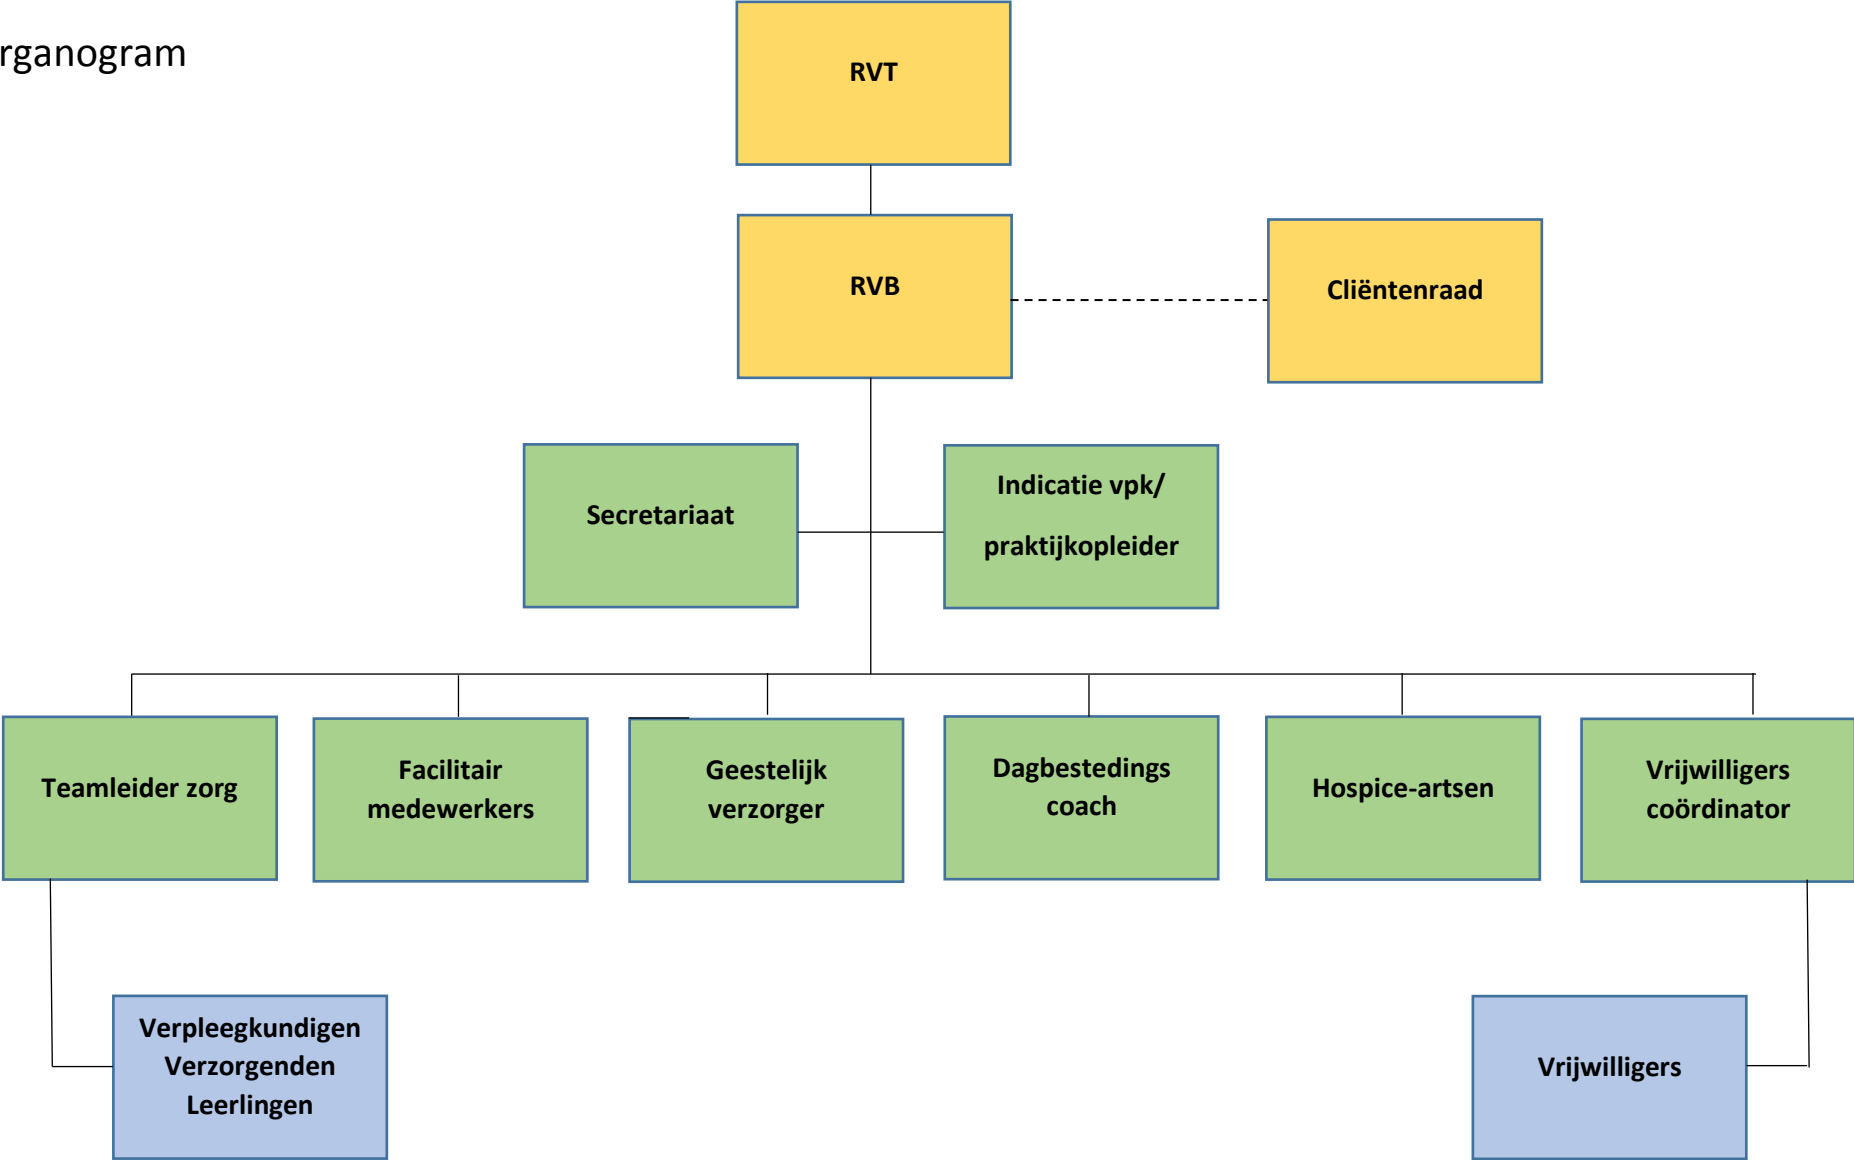 rganogram
RVT
RVB
Cliëntenraad
Secretariaat
Indicatie vpk/
praktijkopleider
Teamleider zorg
Facilitair
medewerkers
Geestelijk
verzorger
Dagbestedings
coach
Hospice-artsen
Vrijwilligers
coördinator
Verpleegkundigen
Verzorgenden
Leerlingen
Vrijwilligers